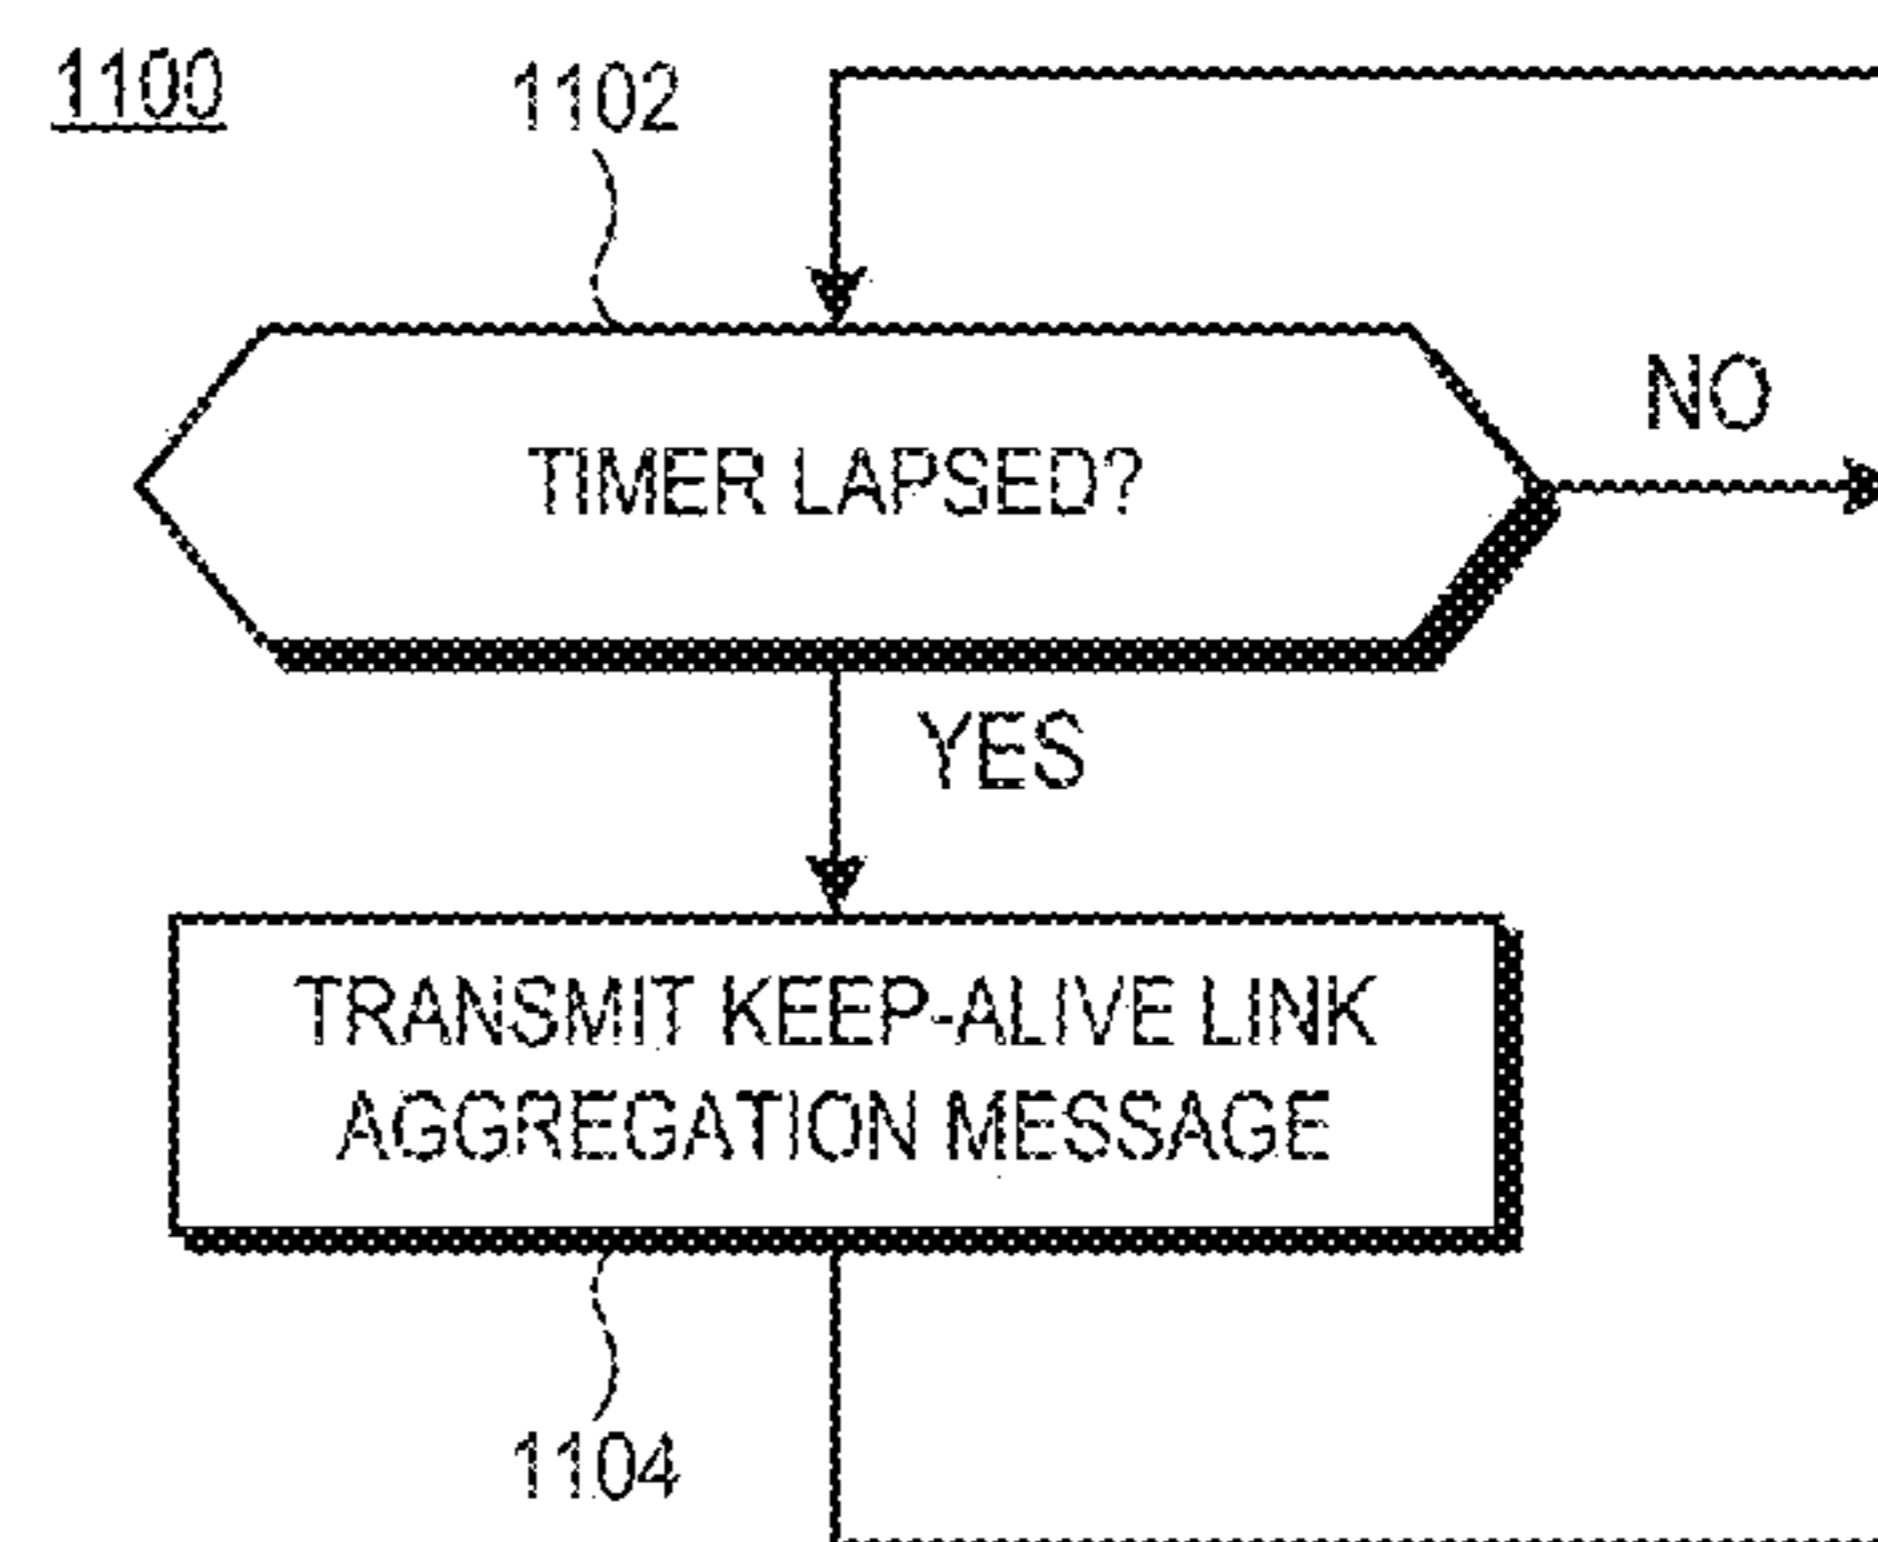 1100
1102
TIMER LAPSED?
NO
YES
TRANSMIT KEEP-ALIVE LINK
AGGREGATION MESSAGE
1104